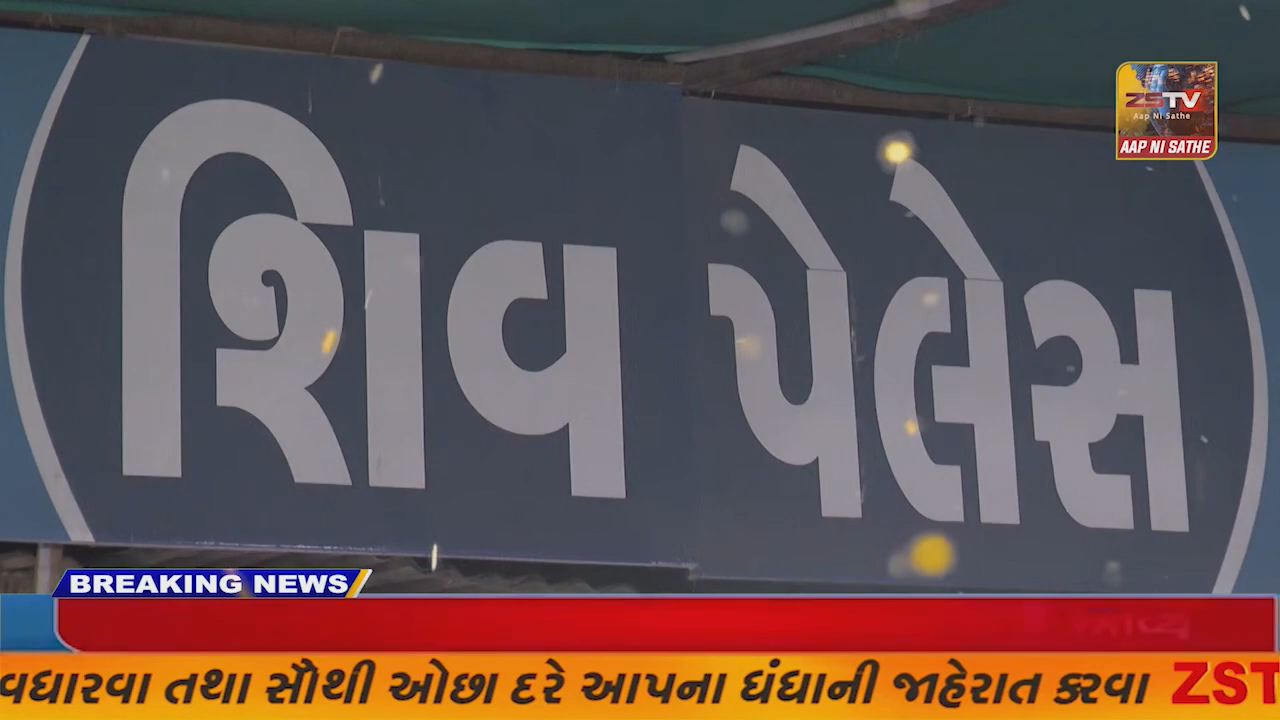 ZSTV
Aap Ni Sathe
AAP NI SATHE
શિવ પેલેસ
BREAKING NEWS
વધારવા તથા સૌથી ઓછા દરે આપના ધંધાની જાહેરાત કરવા ZST